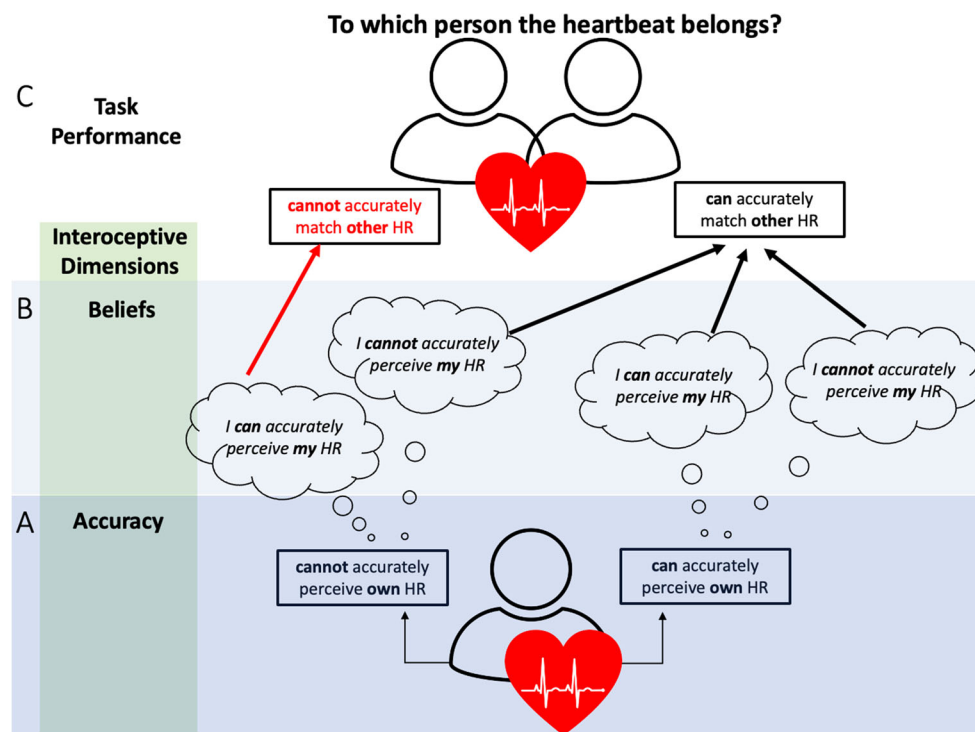 To which person the heartbeat belongs?
C
Task
Performance
cannot accurately
match other HR
can accurately
match other HR
Interoceptive
Dimensions
B
Beliefs
I cannot accurately
perceive my HR
I can accurately
perceive my HR
I cannot accurately
perceive my HR
I can accurately
perceive my HR
A
Accuracy
cannot accurately
perceive own HR
can accurately
perceive own HR